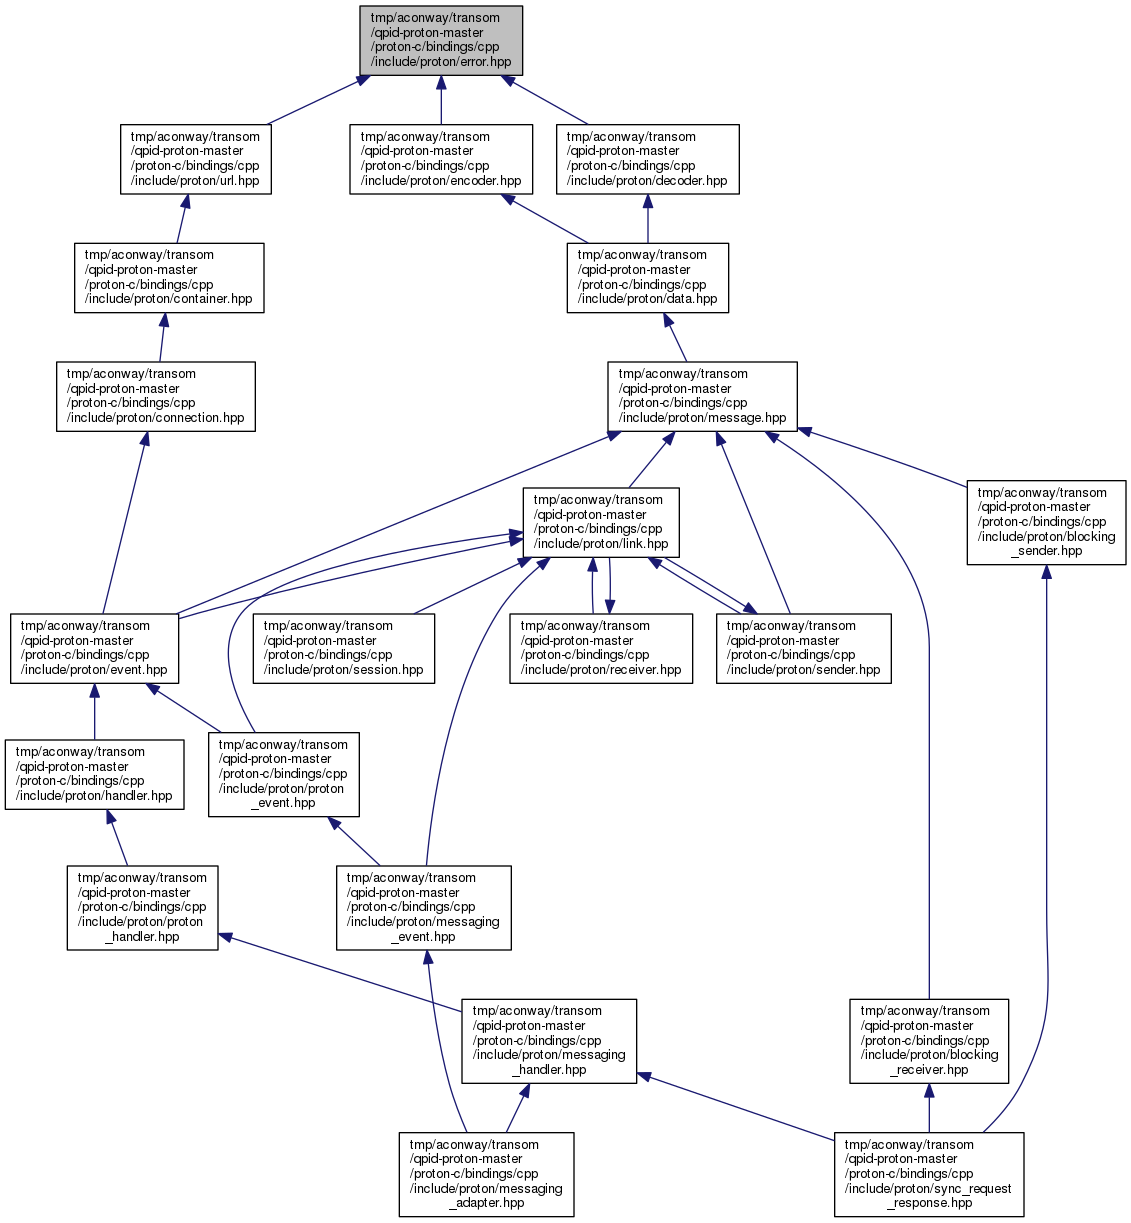 tmp/aconway/transom
/qpid-proton-master
/proton-c/bindings/cpp
/include/proton/error.hpp
tmp/aconway/transom
/qpid-proton-master
/proton-c/bindings/cpp
/include/proton/url.hpp
tmp/aconway/transom
/qpid-proton-master
/proton-c/bindings/cpp
/include/proton/encoder.hpp
tmp/aconway/transom
/qpid-proton-master
/proton-c/bindings/cpp
/include/proton/decoder.hpp
tmp/aconway/transom
/qpid-proton-master
/proton-c/bindings/cpp
/include/proton/container.hpp
tmp/aconway/transom
/qpid-proton-master
/proton-c/bindings/cpp
/include/proton/data.hpp
tmp/aconway/transom
/qpid-proton-master
/proton-c/bindings/cpp
/include/proton/connection.hpp
tmp/aconway/transom
/qpid-proton-master
/proton-c/bindings/cpp
/include/proton/message.hpp
tmp/aconway/transom
/qpid-proton-master
/proton-c/bindings/cpp
/include/proton/link.hpp
tmp/aconway/transom
/qpid-proton-master
/proton-c/bindings/cpp
/include/proton/blocking
_sender.hpp
tmp/aconway/transom
/qpid-proton-master
/proton-c/bindings/cpp
/include/proton/event.hpp
tmp/aconway/transom
/qpid-proton-master
/proton-c/bindings/cpp
/include/proton/session.hpp
tmp/aconway/transom
/qpid-proton-master
/proton-c/bindings/cpp
/include/proton/receiver.hpp
tmp/aconway/transom
/qpid-proton-master
/proton-c/bindings/cpp
/include/proton/sender.hpp
tmp/aconway/transom
/qpid-proton-master
/proton-c/bindings/cpp
/include/proton/handler.hpp
tmp/aconway/transom
/qpid-proton-master
/proton-c/bindings/cpp
/include/proton/proton
_event.hpp
tmp/aconway/transom
/qpid-proton-master
/proton-c/bindings/cpp
/include/proton/proton
_handler.hpp
tmp/aconway/transom
/qpid-proton-master
/proton-c/bindings/cpp
/include/proton/messaging
_event.hpp
tmp/aconway/transom
/qpid-proton-master
/proton-c/bindings/cpp
/include/proton/messaging
_handler.hpp
tmp/aconway/transom
/qpid-proton-master
/proton-c/bindings/cpp
/include/proton/blocking
_receiver.hpp
tmp/aconway/transom
/qpid-proton-master
/proton-c/bindings/cpp
/include/proton/messaging
_adapter.hpp
tmp/aconway/transom
/qpid-proton-master
/proton-c/bindings/cpp
/include/proton/sync_request
_response.hpp